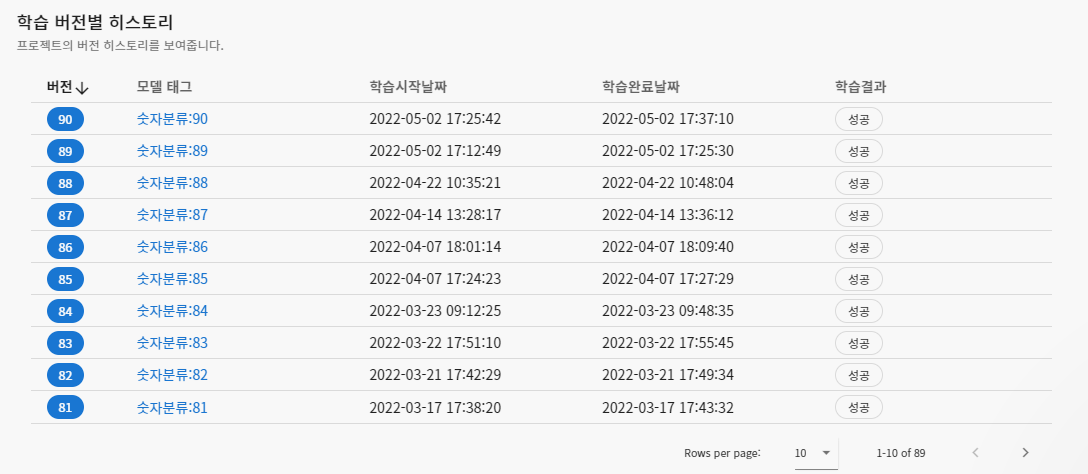 학습 버전별 히스토리
프로젝트의 버전 히스토리를 보여줍니다.
버전 모델 태그 학습시작날짜 학습완료날짜 학습결과
90 숫자분류:90 2022-05-02 17:25:42 2022-05-02 17:37:10 성공
89 숫자분류:89 2022-05-02 17:12:49 2022-05-02 17:25:30 성공
88 숫자분류:88 2022-04-22 10:35:21 2022-04-22 10:48:04 성공
87 숫자분류:87 2022-04-14 13:28:17 2022-04-14 13:36:12 성공
86 숫자분류:86 2022-04-07 18:01:14 2022-04-07 18:09:40 성공
85 숫자분류:85 2022-04-07 17:24:23 2022-04-07 17:27:29 성공
84 숫자분류:84 2022-03-23 09:12:25 2022-03-23 09:48:35 성공
83 숫자분류:83 2022-03-22 17:51:10 2022-03-22 17:55:45 성공
82 숫자분류:82 2022-03-21 17:42:29 2022-03-21 17:49:34 성공
81 숫자분류:81 2022-03-17 17:38:20 2022-03-17 17:43:32 성공
Rows per page: 10 1-10 of 89